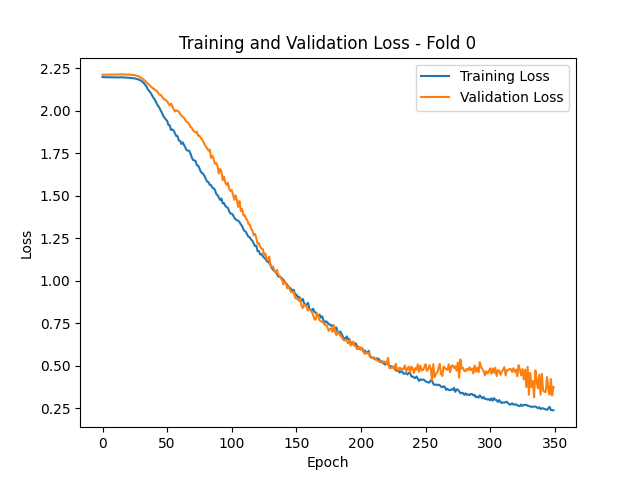 Training and Validation Loss - Fold 0
Training Loss
Validation Loss
2.25
2.00
1.75
1.50
1.25
1.00
0.75
0.50
0.25
Loss
0 50 100 150 200 250 300 350
Epoch